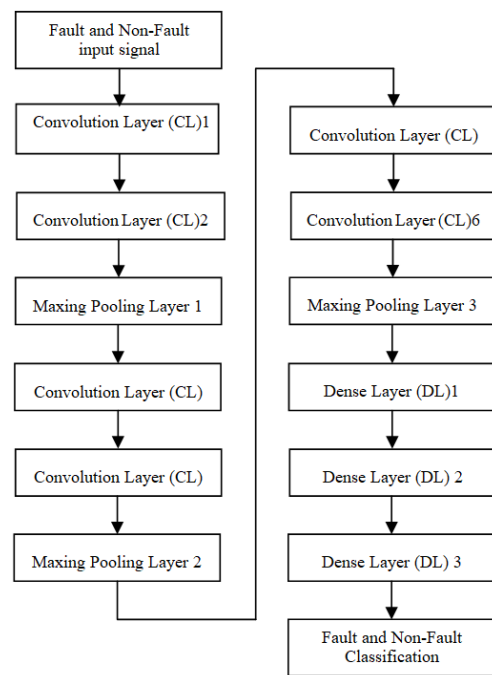 Fault and Non-Fault
input signal
Convolution Layer (CL)1
Convolution Layer (CL)2
Maxing Pooling Layer 1
Convolution Layer (CL)
Convolution Layer (CL)
Maxing Pooling Layer 2
Convolution Layer (CL)
Convolution Layer (CL)6
Maxing Pooling Layer 3
Dense Layer (DL)1
Dense Layer (DL) 2
Dense Layer (DL) 3
Fault and Non-Fault
Classification